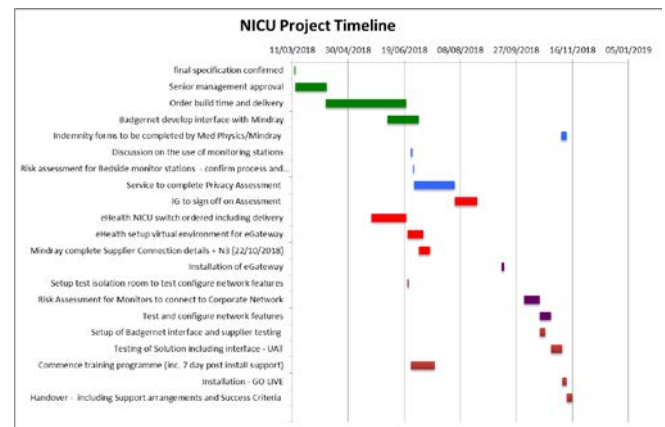 NICU Project Timeline
11/03/2018 30/04/2018 19/06/2018 08/08/2018 27/09/2018 16/11/2018 05/01/2019
final specification confirmed
Senior management approval
Order build time and delivery
Badgernet develop interface with Mindray
Indemnity forms to be completed by Med Physics/Mindray
Discussion on the use of monitoring stations
Risk assessment for Bedside monitor stations - confirm process and...
Service to complete Privacy Assessment
IG to sign off on Assessment
eHealth NICU switch ordered including delivery
eHealth setup virtual environment for eGateway
Mindray complete Supplier Connection details + N3 (22/10/2018)
Installation of eGateway
Setup test isolation room to test configure network features
Risk Assessment for Monitors to connect to Corporate Network
Test and configure network features
Setup of Badgernet interface and supplier testing
Testing of Solution including interface - UAT
Commence training programme (inc. 7 day post install support)
Installation - GO LIVE
Handover - including Support arrangements and Success Criteria